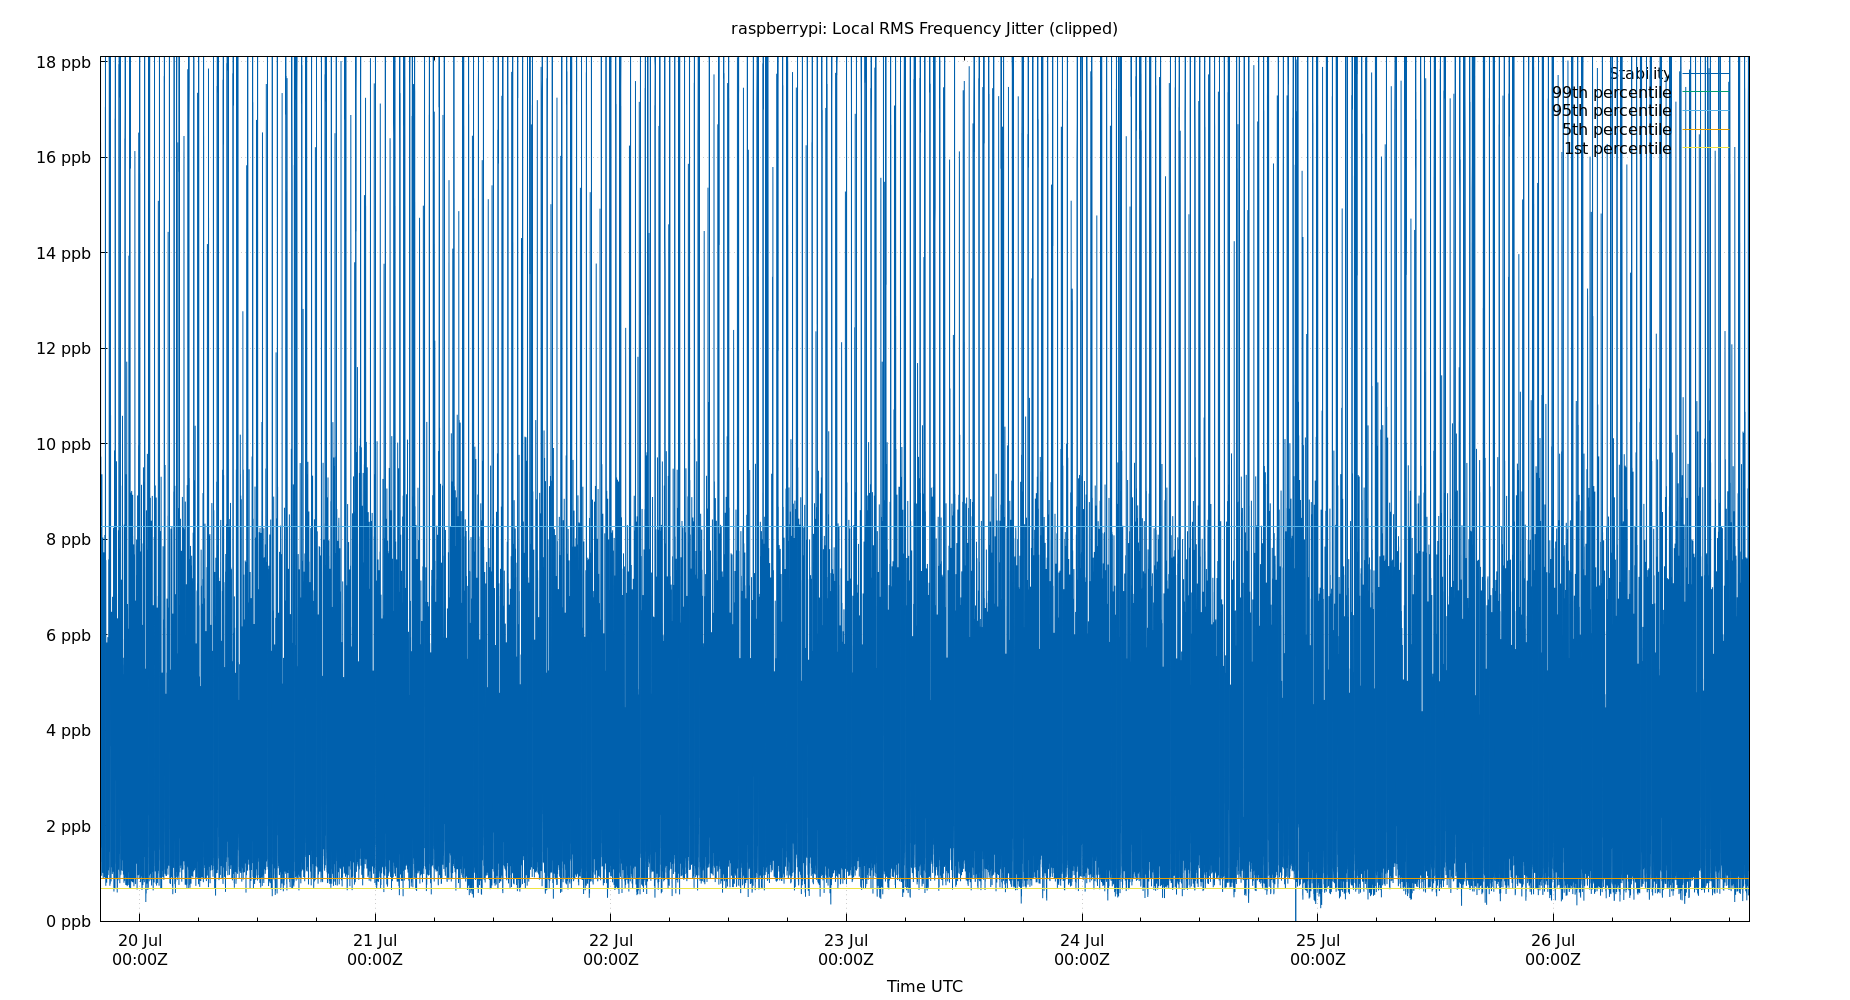 raspberrypi: Local RMS Frequency Jitter (clipped)
18 ppb
16 ppb
14 ppb
12 ppb
10 ppb
8 ppb
6 ppb
4 ppb
2 ppb
0 ppb
Stability
99th percentile
95th percentile
5th percentile
1st percentile
20 Jul 21 Jul 22 Jul 23 Jul 24 Jul 25 Jul 26 Jul
00:00Z 00:00Z 00:00Z 00:00Z 00:00Z 00:00Z 00:00Z
Time UTC